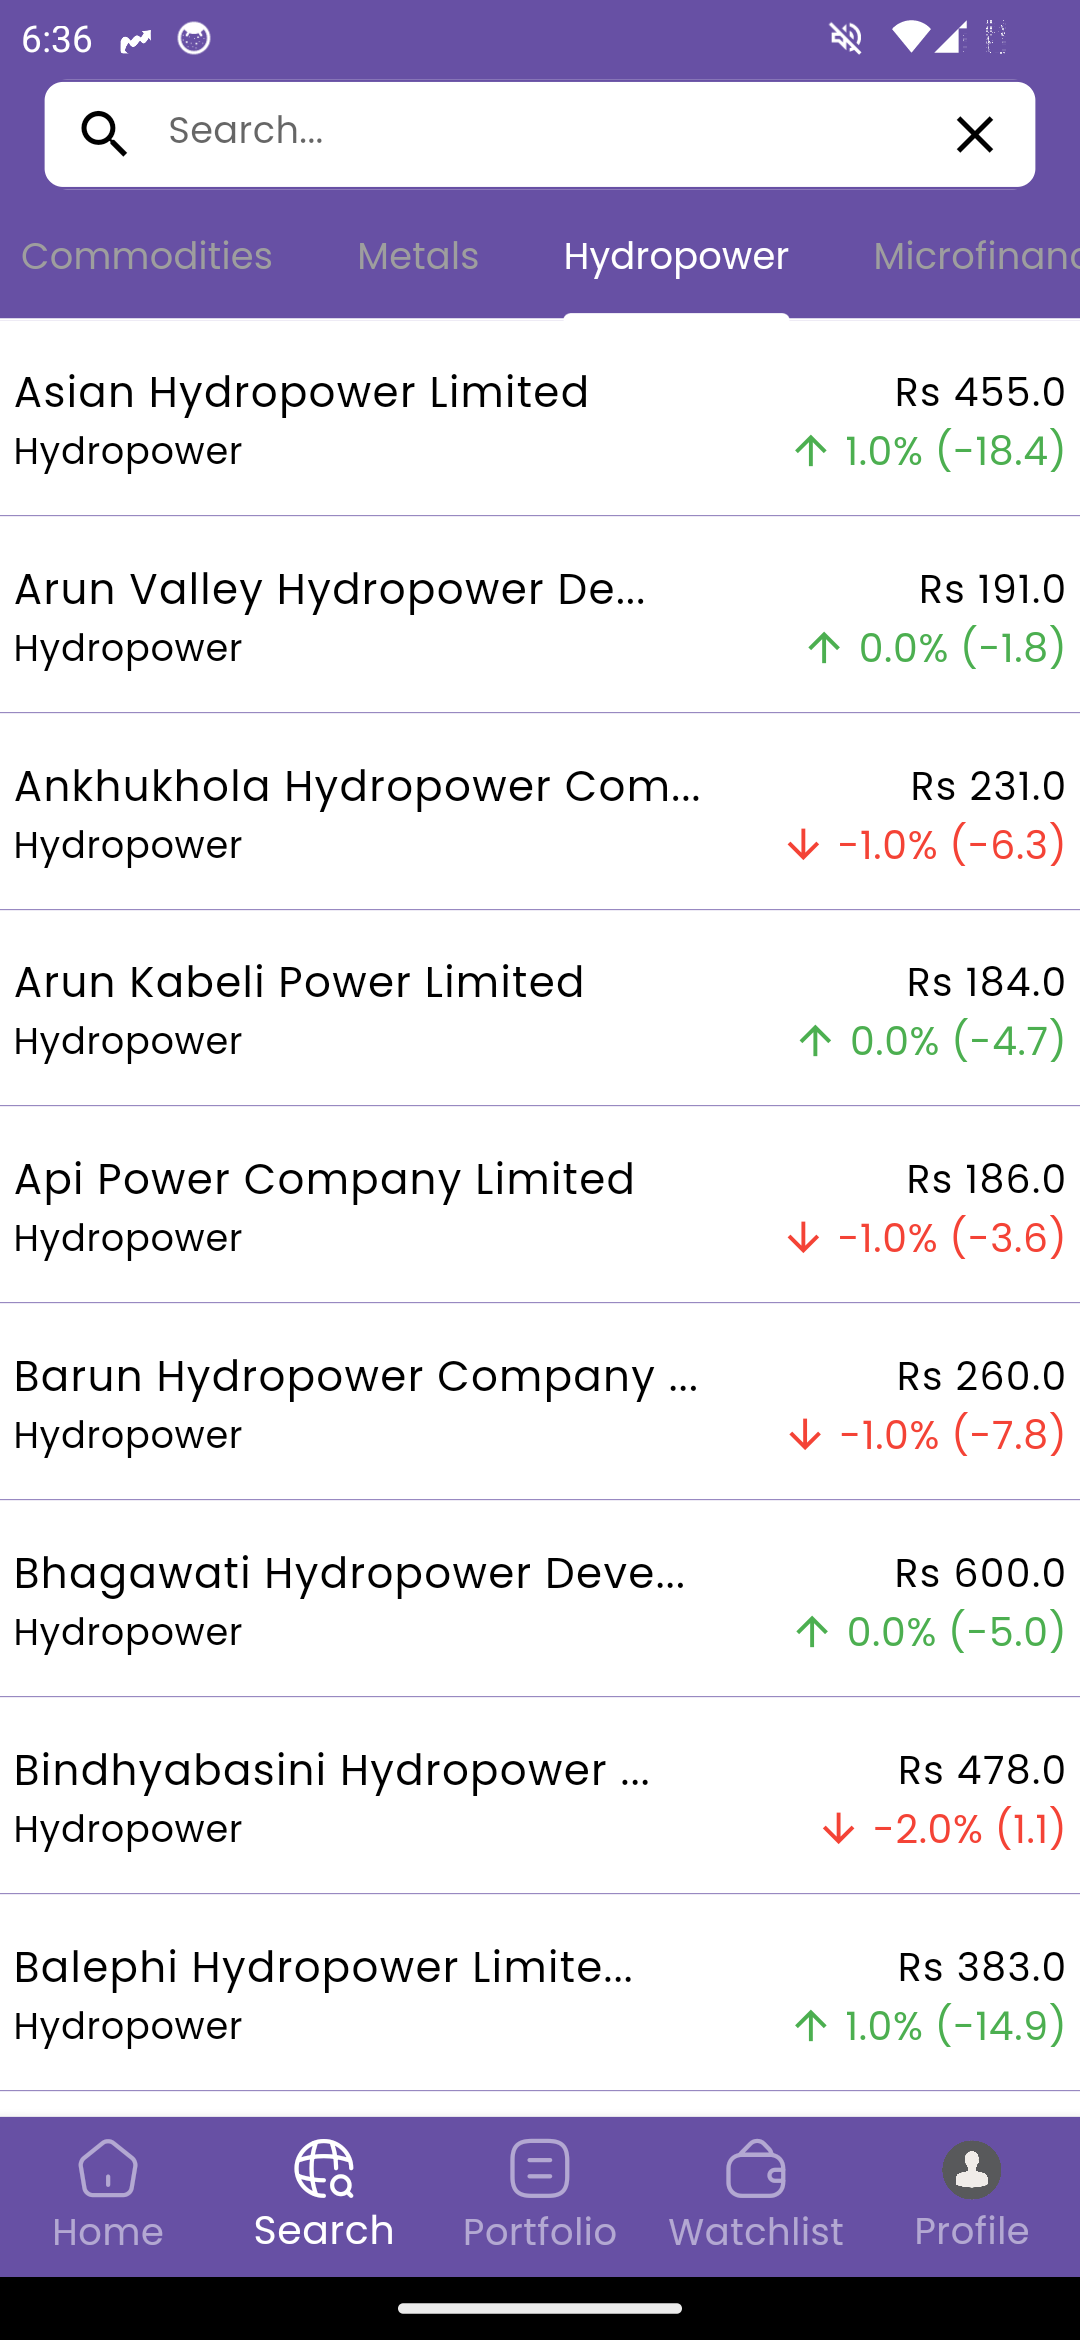 6:36
Search...
Commodities Metals Hydropower Microfinanc
Asian Hydropower Limited Rs 455.0
Hydropower ↑ 1.0% (-18.4)
Arun Valley Hydropower De... Rs 191.0
Hydropower ↑ 0.0% (-1.8)
Ankhukhola Hydropower Com... Rs 231.0
Hydropower ↓ -1.0% (-6.3)
Arun Kabeli Power Limited Rs 184.0
Hydropower ↑ 0.0% (-4.7)
Api Power Company Limited Rs 186.0
Hydropower ↓ -1.0% (-3.6)
Barun Hydropower Company ... Rs 260.0
Hydropower ↓ -1.0% (-7.8)
Bhagawati Hydropower Deve... Rs 600.0
Hydropower ↑ 0.0% (-5.0)
Bindhyabasini Hydropower ... Rs 478.0
Hydropower ↓ -2.0% (1.1)
Balephi Hydropower Limite... Rs 383.0
Hydropower ↑ 1.0% (-14.9)
Home Search Portfolio Watchlist Profile